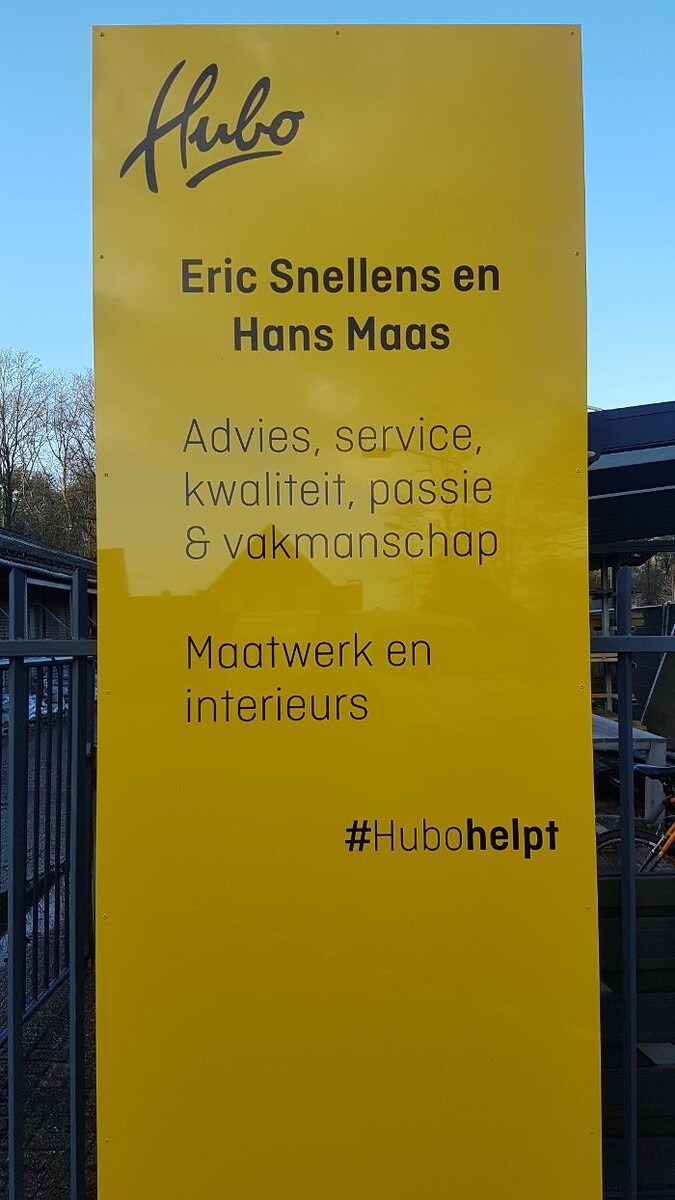 Hubo
Eric Snellens en
Hans Maas
Advies, service,
kwaliteit, passie
& vakmanschap
Maatwerk en
interieurs
#Hubohelpt